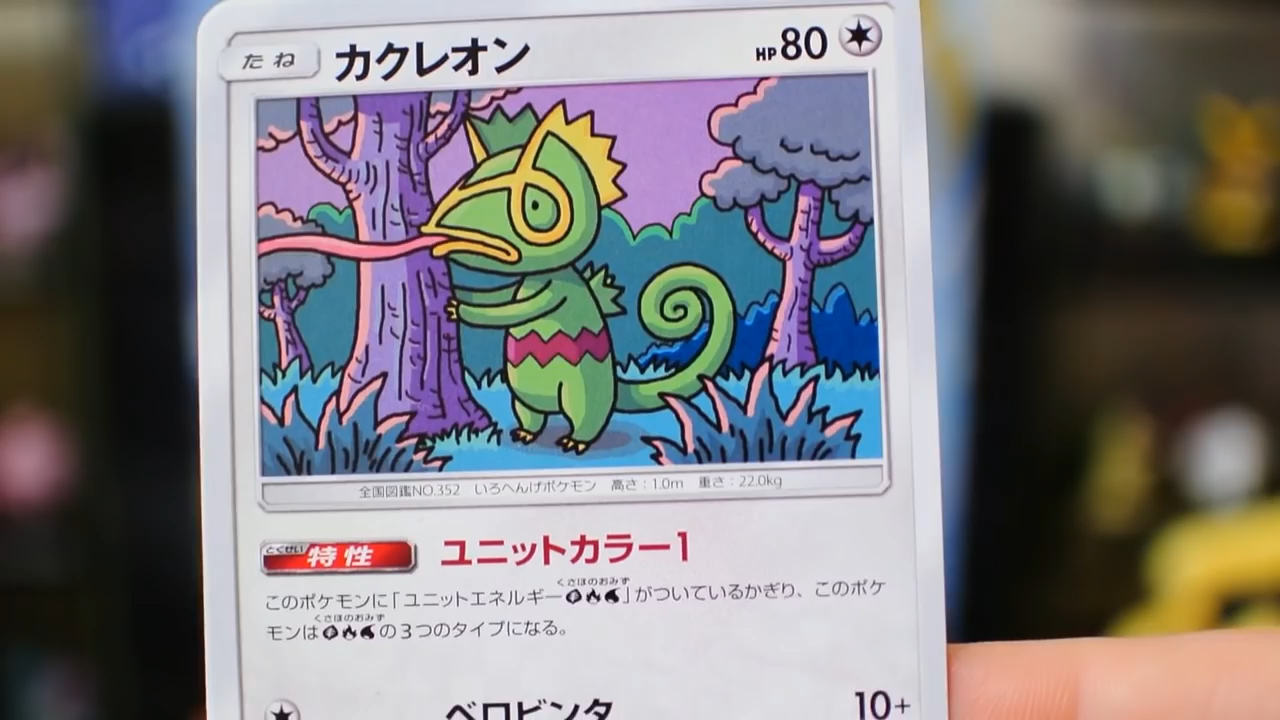 たね カクレオン HP80
全国図鑑NO.352 いろへんげポケモン 高さ:1.0m 重さ:22.0kg
とくせい
特性 ユニットカラー1
くさほのおみず
このポケモンに「ユニットエネルギー」がついているかぎり、このポケ
くさほのおみず
モンはの3つのタイプになる。
ベロビンタ 10+